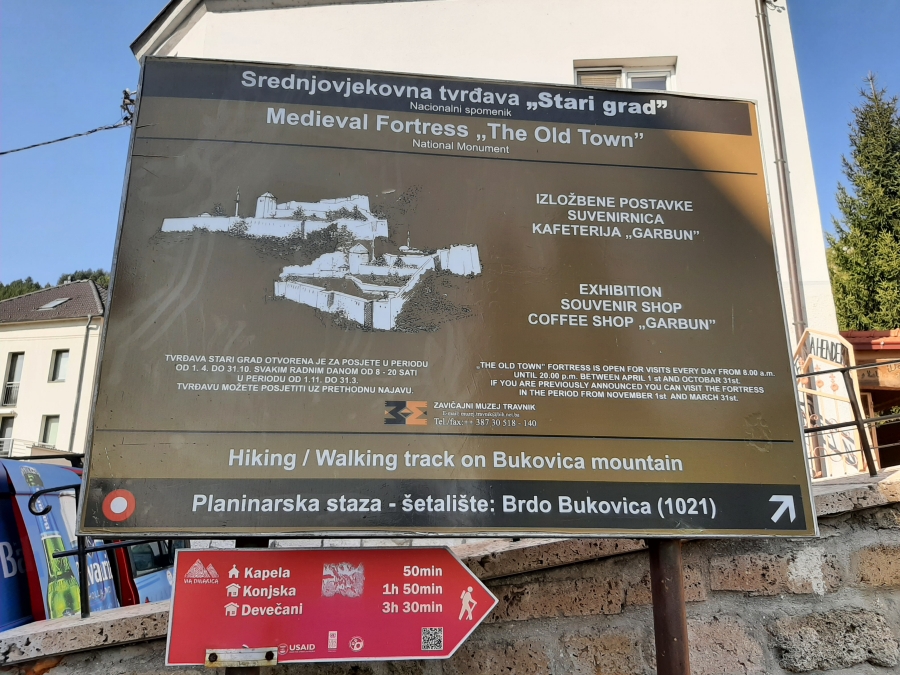 Srednjovjekovna tvrđava „Stari grad”
Nacionalni spomenik
Medieval Fortress „The Old Town”
National Monument
IZLOŽBENE POSTAVKE
SUVENIRNICA
KAFETERIJA „GARBUN”
EXHIBITION
SOUVENIR SHOP
COFFEE SHOP „GARBUN”
TVRĐAVA STARI GRAD OTVORENA JE ZA POSJETE U PERIODU
OD 1. 4. DO 31.10. SVAKIM RADNIM DANOM OD 8 - 20 SATI
U PERIODU OD 1.11. DO 31.3.
TVRĐAVU MOŽETE POSJETITI UZ PRETHODNU NAJAVU.
„THE OLD TOWN” FORTRESS IS OPEN FOR VISITS EVERY DAY FROM 8.00 a.m.
UNTIL 20.00 p.m. BETWEEN APRIL 1st AND OCTOBAR 31st.
IF YOU ARE PREVIOUSLY ANNOUNCED YOU CAN VISIT THE FORTRESS
IN THE PERIOD FROM NOVEMBER 1st AND MARCH 31st.
ZAVIČAJNI MUZEJ TRAVNIK
Tel./fax:++ 387 30 518 - 140
Hiking / Walking track on Bukovica mountain
Planinarska staza - šetalište: Brdo Bukovica (1021)
VIA DINARICA
Kapela 50min
Konjska 1h 50min
Devečani 3h 30min
USAID